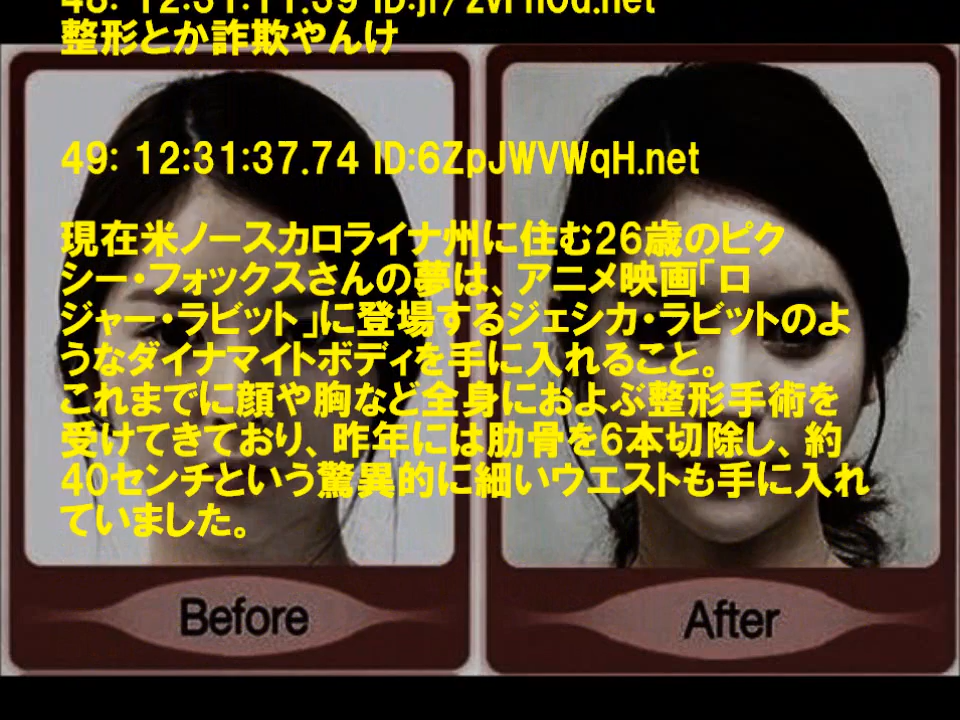 48: 12:31:11.39
整形とか詐欺やんけ
49: 12:31:37.74 ID:6ZpJWVWqH.net
現在米ノースカロライナ州に住む26歳のピク
シー・フォックスさんの夢は、アニメ映画「ロ
ジャー・ラビット」に登場するジェシカ・ラビットのよ
うなダイナマイトボディを手に入れること。
これまでに顔や胸など全身におよぶ整形手術を
受けてきており、昨年には肋骨を6本切除し、約
40センチという驚異的に細いウエストも手に入れ
ていました。
Before
After